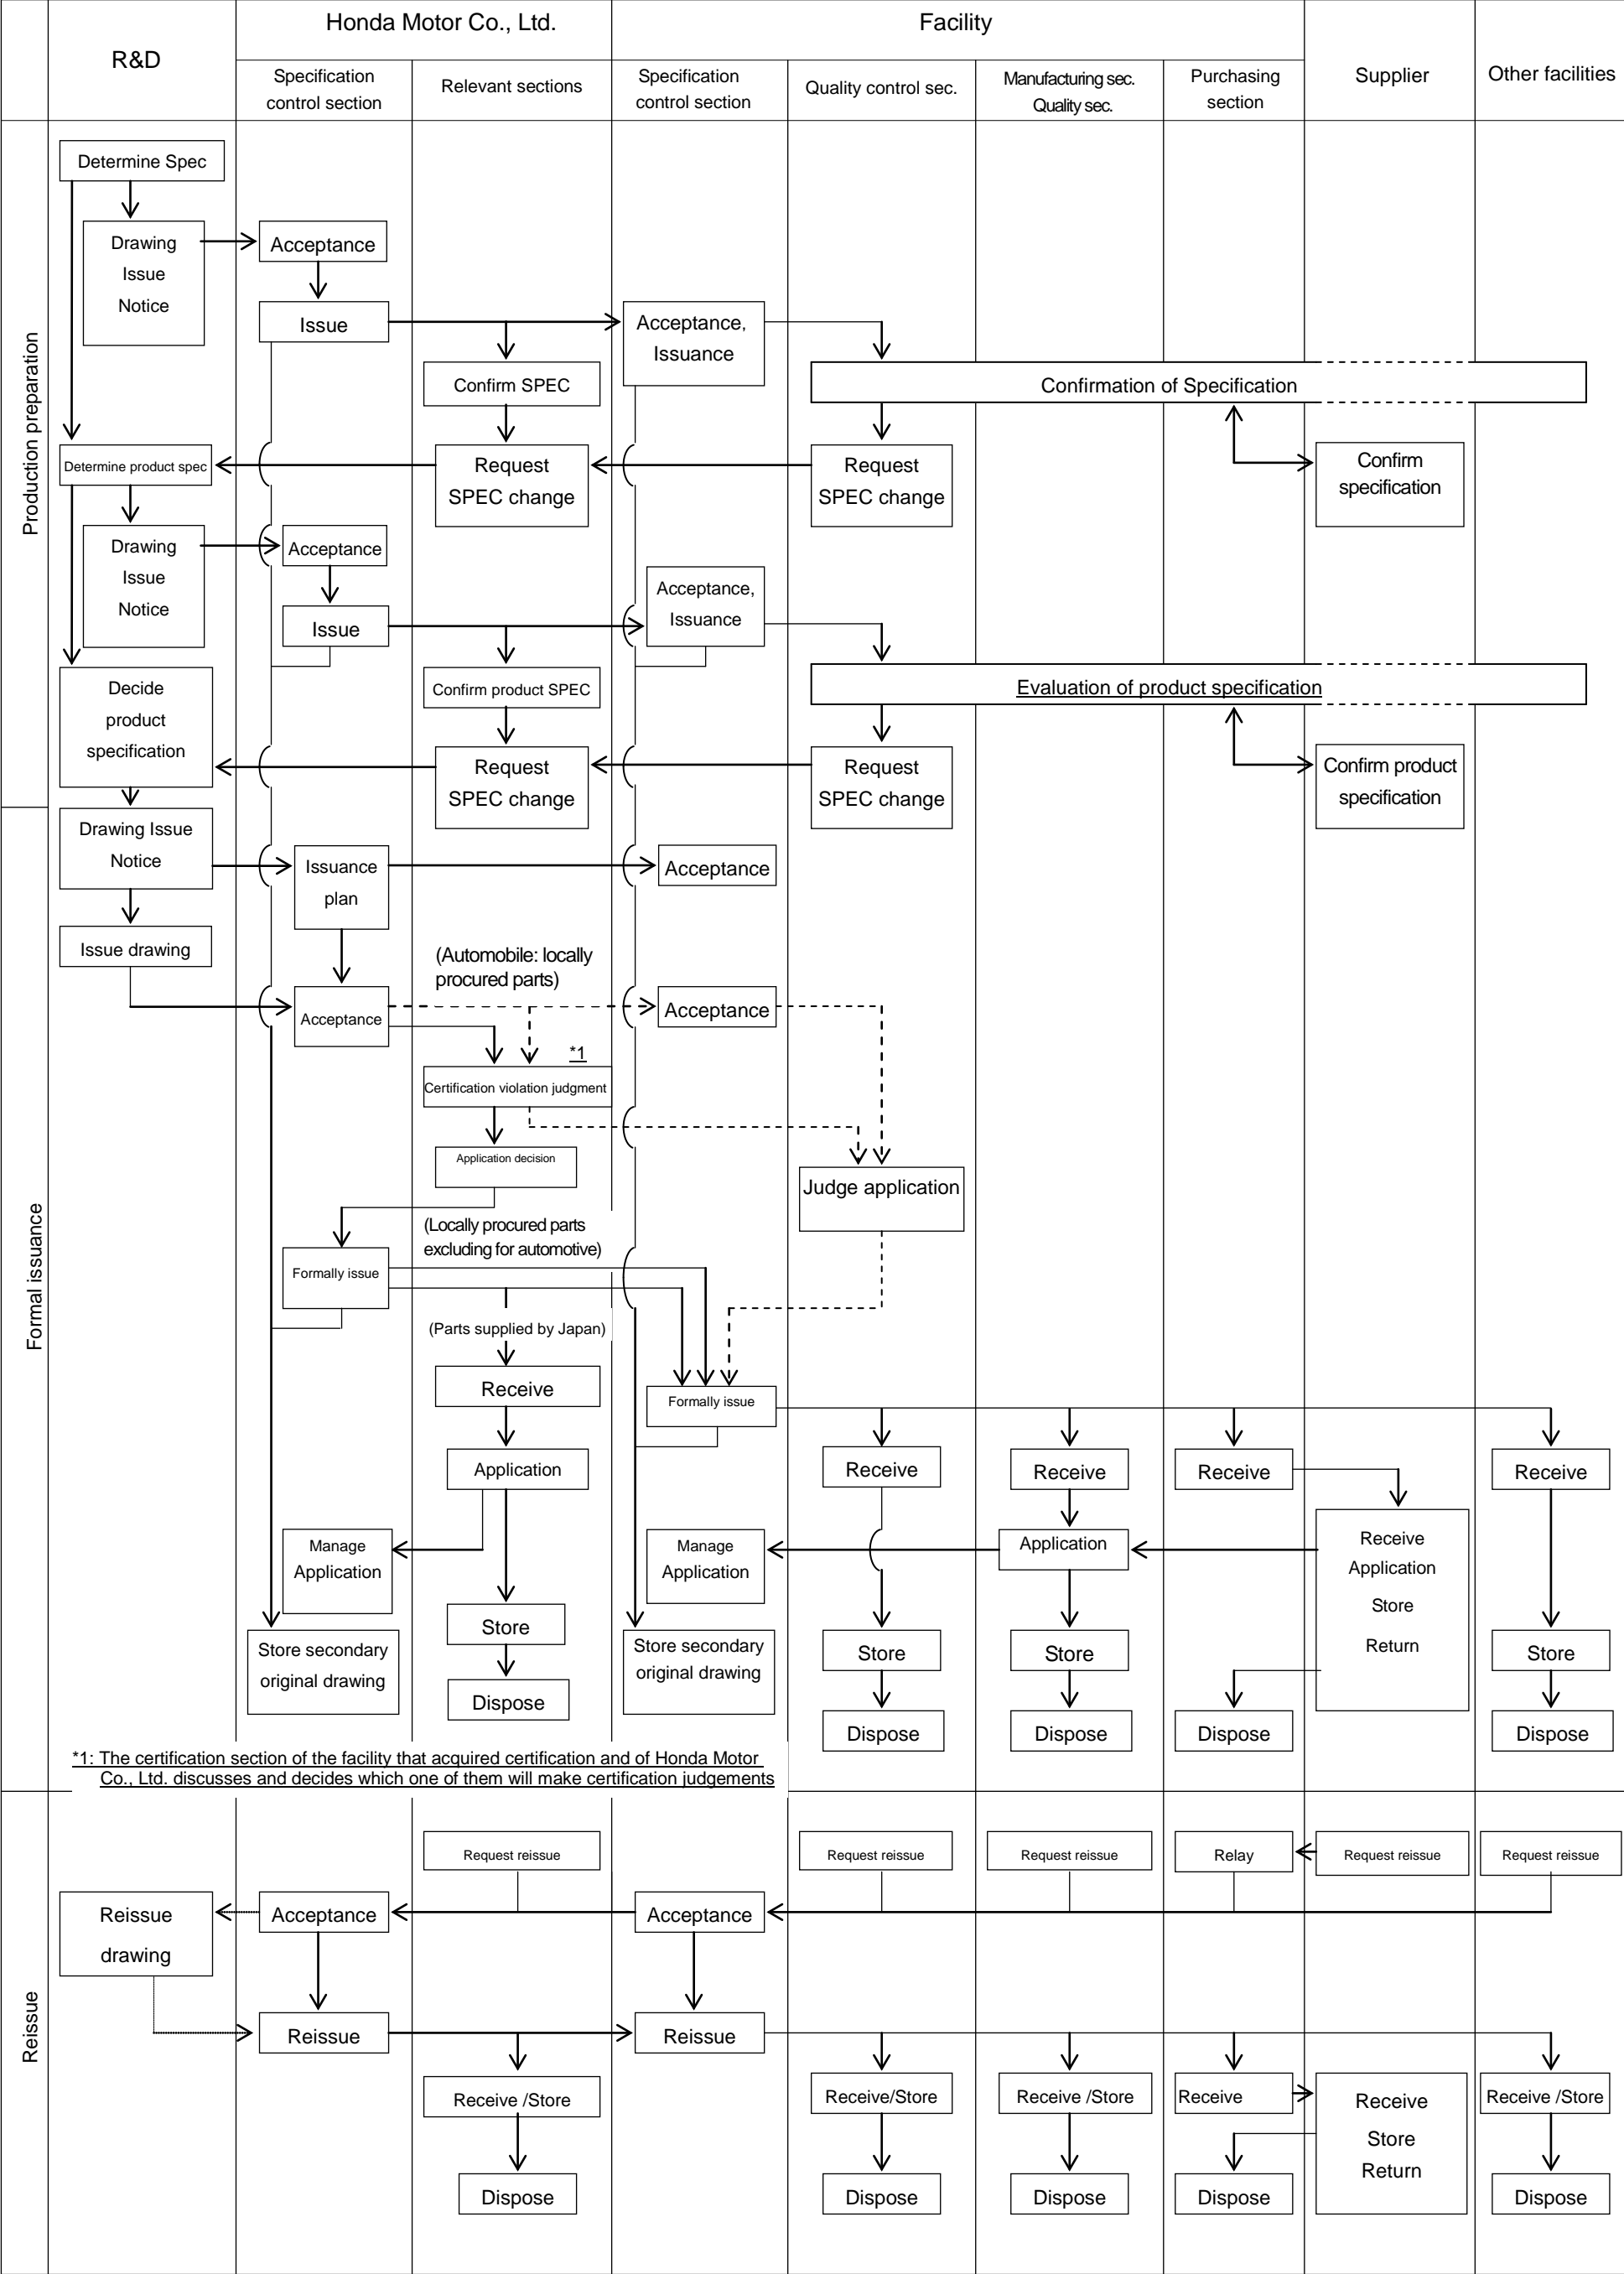 Honda Motor Co., Ltd.
Facility
R&D
Specification
control section
Relevant sections
Specification
control section
Quality control sec.
Manufacturing sec.
Quality sec.
Purchasing
section
Supplier
Other facilities
Production preparation
Determine Spec
Drawing
Issue
Notice
Acceptance
Issue
Acceptance,
Issuance
Confirm SPEC
Confirmation of Specification
Determine product spec
Request
SPEC change
Request
SPEC change
Confirm
specification
Drawing
Issue
Notice
Acceptance
Issue
Acceptance,
Issuance
Decide
product
specification
Confirm product SPEC
Evaluation of product specification
Request
SPEC change
Request
SPEC change
Confirm product
specification
Formal issuance
Drawing Issue
Notice
Issuance
plan
Acceptance
Issue drawing
(Automobile: locally
procured parts)
Acceptance
Acceptance
*1
Certification violation judgment
Application decision
Judge application
(Locally procured parts
excluding for automotive)
Formally issue
(Parts supplied by Japan)
Receive
Formally issue
Application
Receive
Receive
Receive
Receive
Manage
Application
Manage
Application
Application
Receive
Application
Store
Return
Store
Store secondary
original drawing
Store secondary
original drawing
Store
Store
Store
Dispose
Dispose
Dispose
Dispose
Dispose
*1: The certification section of the facility that acquired certification and of Honda Motor
Co., Ltd. discusses and decides which one of them will make certification judgements
Reissue
Request reissue
Request reissue
Request reissue
Relay
Request reissue
Request reissue
Reissue
drawing
Acceptance
Acceptance
Reissue
Reissue
Receive /Store
Receive/Store
Receive /Store
Receive
Receive
Store
Return
Receive /Store
Dispose
Dispose
Dispose
Dispose
Dispose